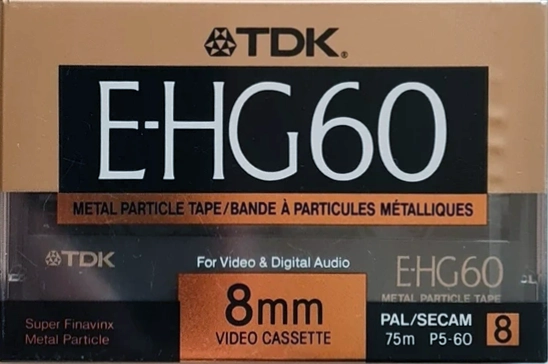 TDK®
E-HG60
METAL PARTICLE TAPE/BANDE À PARTICULES MÉTALLIQUES
TDK
For Video & Digital Audio
E-HG60
METAL PARTICLE TAPE
8mm
VIDEO CASSETTE
Super Finavinx
Metal Particle
PAL/SECAM
75m P5-60
8